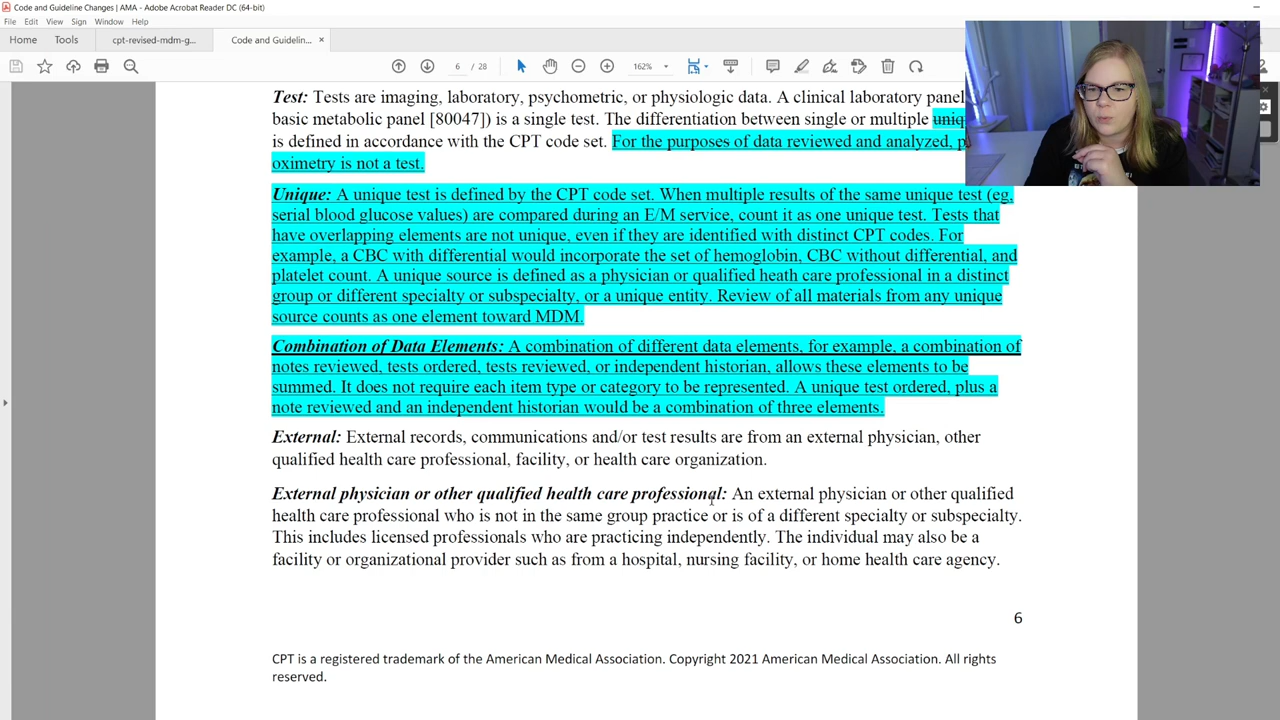 Code and Guideline Changes | AMA - Adobe Acrobat Reader DC (64-bit)
File Edit View Sign Window Help
Home Tools cpt-revised-mdm-g... Code and Guidelin... ×
6 / 28 162%
Test: Tests are imaging, laboratory, psychometric, or physiologic data. A clinical laboratory panel
basic metabolic panel [80047]) is a single test. The differentiation between single or multiple
is defined in accordance with the CPT code set. For the purposes of data reviewed and analyzed,
oximetry is not a test.
Unique: A unique test is defined by the CPT code set. When multiple results of the same unique test (eg,
serial blood glucose values) are compared during an E/M service, count it as one unique test. Tests that
have overlapping elements are not unique, even if they are identified with distinct CPT codes. For
example, a CBC with differential would incorporate the set of hemoglobin, CBC without differential, and
platelet count. A unique source is defined as a physician or qualified heath care professional in a distinct
group or different specialty or subspecialty, or a unique entity. Review of all materials from any unique
source counts as one element toward MDM.
Combination of Data Elements: A combination of different data elements, for example, a combination of
notes reviewed, tests ordered, tests reviewed, or independent historian, allows these elements to be
summed. It does not require each item type or category to be represented. A unique test ordered, plus a
note reviewed and an independent historian would be a combination of three elements.
External: External records, communications and/or test results are from an external physician, other
qualified health care professional, facility, or health care organization.
External physician or other qualified health care professional: An external physician or other qualified
health care professional who is not in the same group practice or is of a different specialty or subspecialty.
This includes licensed professionals who are practicing independently. The individual may also be a
facility or organizational provider such as from a hospital, nursing facility, or home health care agency.
6
CPT is a registered trademark of the American Medical Association. Copyright 2021 American Medical Association. All rights
reserved.